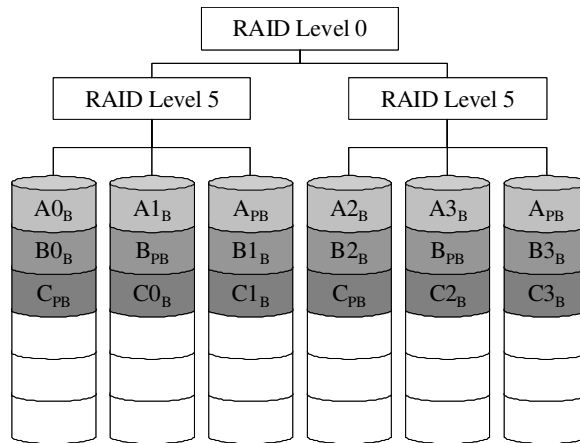 RAID Level 0
RAID Level 5 RAID Level 5
A0B A1B APB A2B A3B APB
B0B BPB B1B B2B BPB B3B
CPB C0B C1B CPB C2B C3B